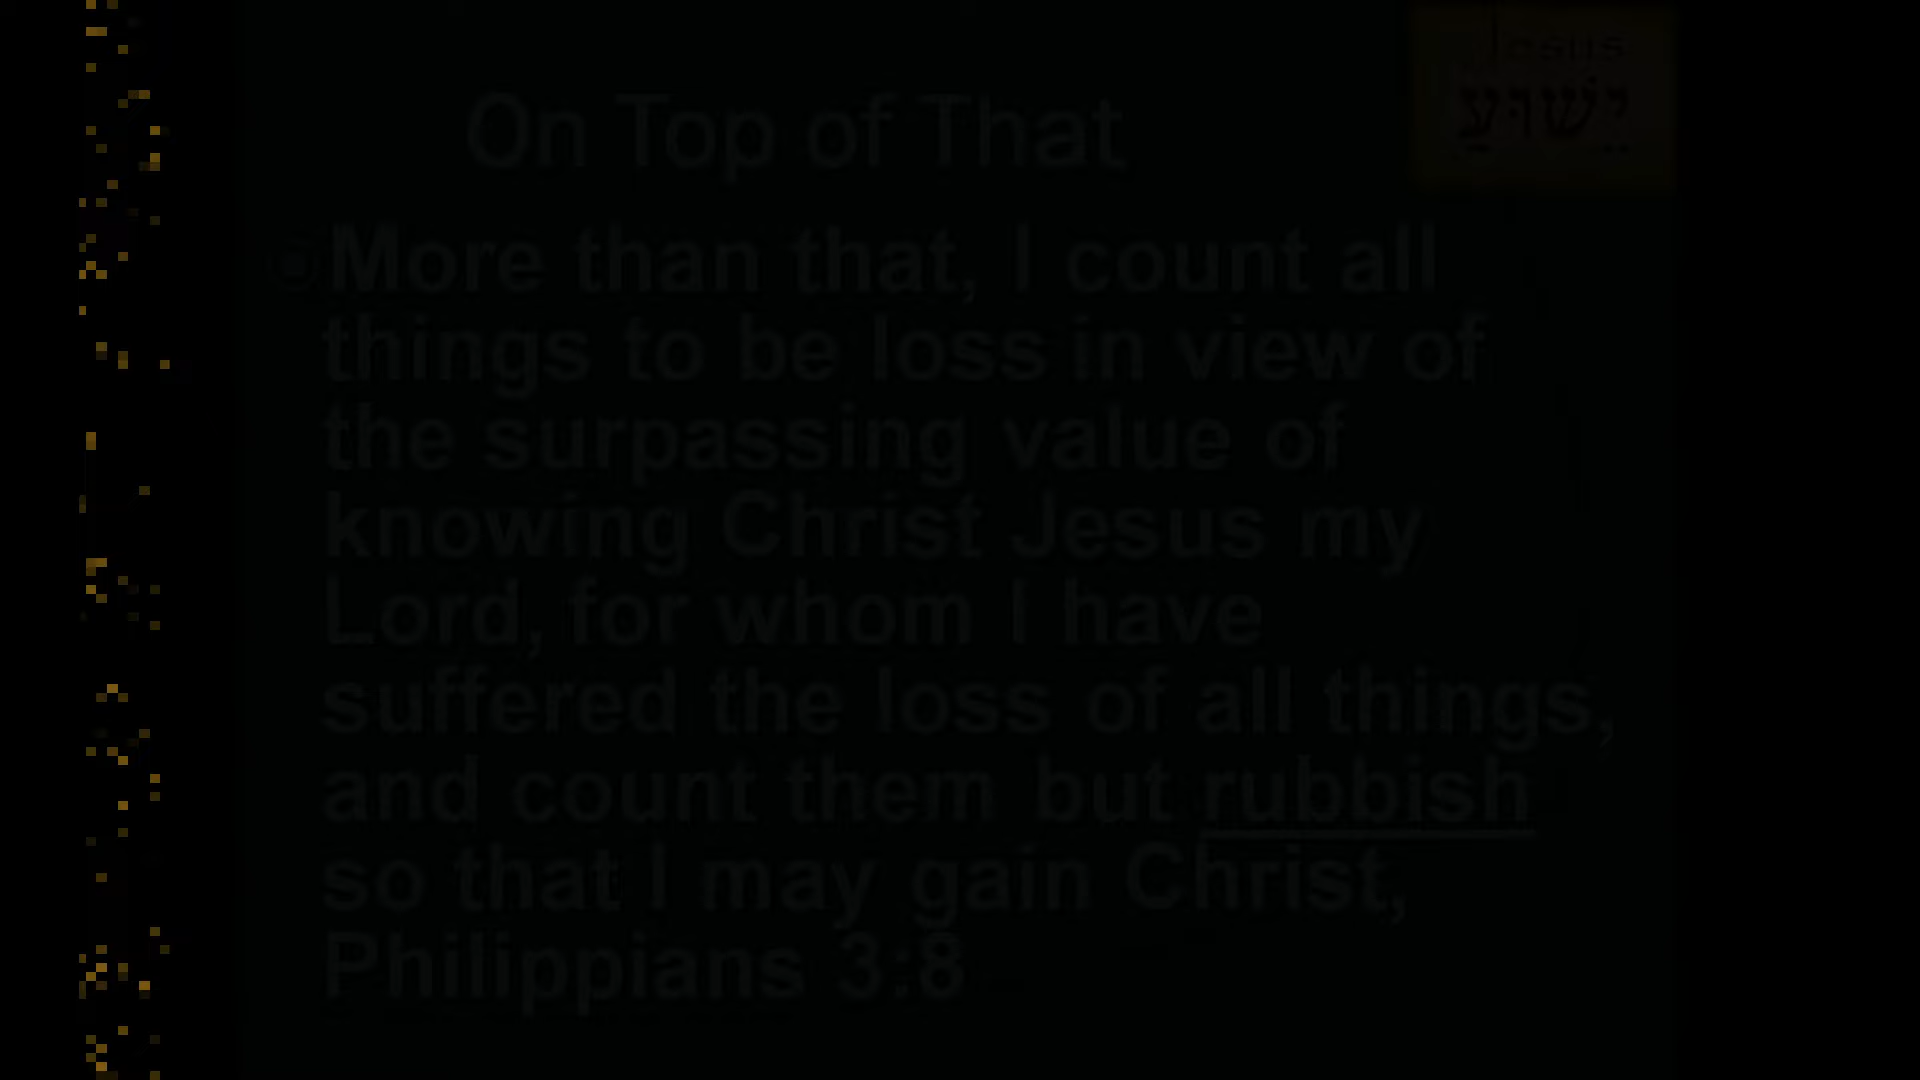 Jesus
יֵשׁוּעַ
On Top of That
More than that, I count all
things to be loss in view of
the surpassing value of
knowing Christ Jesus my
Lord, for whom I have
suffered the loss of all things,
and count them but rubbish
so that I may gain Christ,
Philippians 3:8